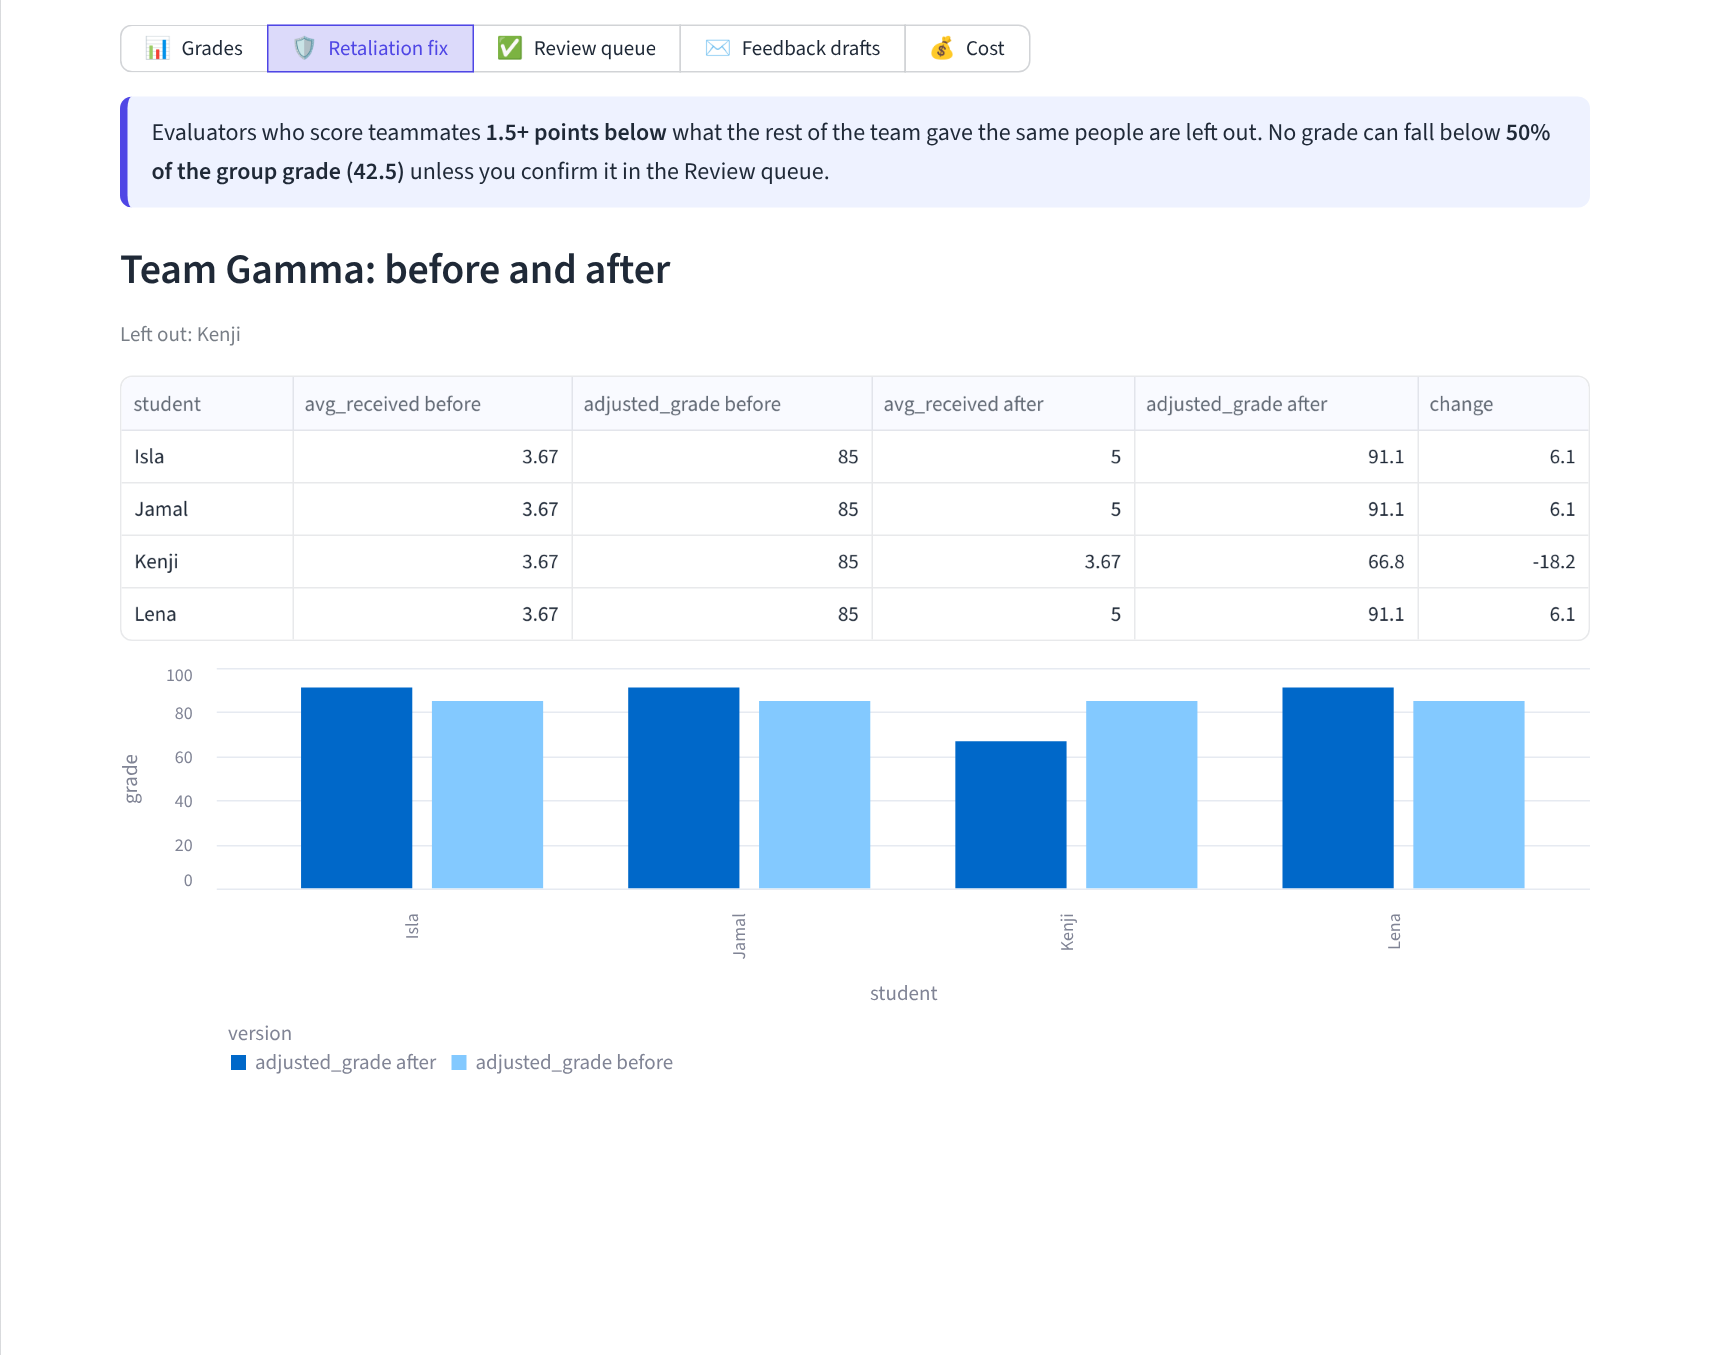 📊 Grades 🛡️ Retaliation fix ✅ Review queue ✉️ Feedback drafts 💰 Cost
Evaluators who score teammates 1.5+ points below what the rest of the team gave the same people are left out. No grade can fall below 50%
of the group grade (42.5) unless you confirm it in the Review queue.
Team Gamma: before and after
Left out: Kenji
student avg_received before adjusted_grade before avg_received after adjusted_grade after change
Isla 3.67 85 5 91.1 6.1
Jamal 3.67 85 5 91.1 6.1
Kenji 3.67 85 3.67 66.8 -18.2
Lena 3.67 85 5 91.1 6.1
100
80
60
40
20
0
grade
Isla Jamal Kenji Lena
student
version
adjusted_grade after adjusted_grade before